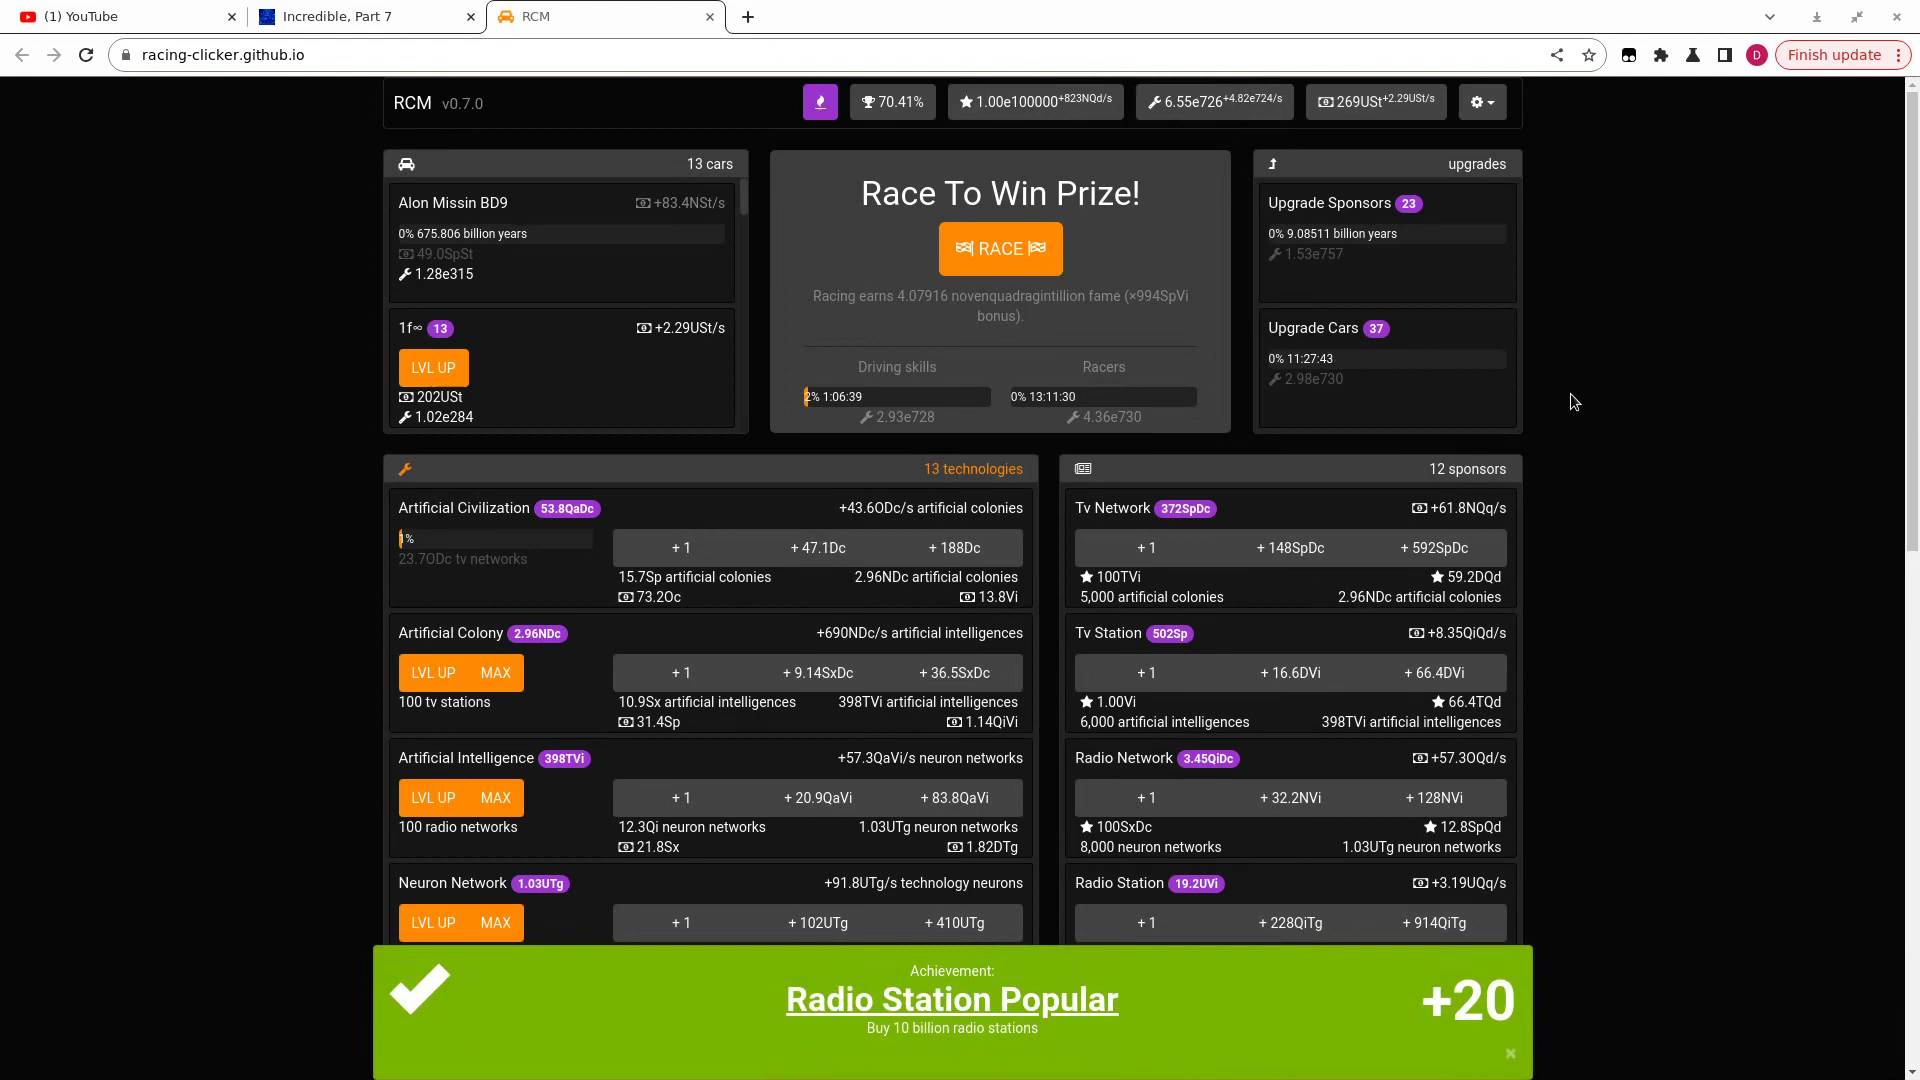 (1) YouTube
Incredible, Part 7
RCM
racing-clicker.github.io
D
Finish update
RCM v0.7.0
70.41%
1.00e100000+823NQd/s
6.55e726+4.82e724/s
269USt+2.29USt/s
13 cars
Alon Missin BD9
+83.4NSt/s
0% 675.806 billion years
49.0SpSt
1.28e315
1f∞ 13
+2.29USt/s
LVL UP
202USt
1.02e284
Race To Win Prize!
RACE
Racing earns 4.07916 novenquadragintillion fame (×994SpVi
bonus).
Driving skills
Racers
2% 1:06:39
0% 13:11:30
2.93e728
4.36e730
upgrades
Upgrade Sponsors 23
0% 9.08511 billion years
1.53e757
Upgrade Cars 37
0% 11:27:43
2.98e730
13 technologies
Artificial Civilization 53.8QaDc
+43.6ODc/s artificial colonies
1%
23.7ODc tv networks
+ 1
+ 47.1Dc
+ 188Dc
15.7Sp artificial colonies
2.96NDc artificial colonies
73.2Oc
13.8Vi
Artificial Colony 2.96NDc
+690NDc/s artificial intelligences
LVL UP MAX
100 tv stations
+ 1
+ 9.14SxDc
+ 36.5SxDc
10.9Sx artificial intelligences
398TVi artificial intelligences
31.4Sp
1.14QiVi
Artificial Intelligence 398TVi
+57.3QaVi/s neuron networks
LVL UP MAX
100 radio networks
+ 1
+ 20.9QaVi
+ 83.8QaVi
12.3Qi neuron networks
1.03UTg neuron networks
21.8Sx
1.82DTg
Neuron Network 1.03UTg
+91.8UTg/s technology neurons
LVL UP MAX
+ 1
+ 102UTg
+ 410UTg
12 sponsors
Tv Network 372SpDc
+61.8NQq/s
+ 1
+ 148SpDc
+ 592SpDc
100TVi
59.2DQd
5,000 artificial colonies
2.96NDc artificial colonies
Tv Station 502Sp
+8.35QiQd/s
+ 1
+ 16.6DVi
+ 66.4DVi
1.00Vi
66.4TQd
6,000 artificial intelligences
398TVi artificial intelligences
Radio Network 3.45QiDc
+57.3OQd/s
+ 1
+ 32.2NVi
+ 128NVi
100SxDc
12.8SpQd
8,000 neuron networks
1.03UTg neuron networks
Radio Station 19.2UVi
+3.19UQq/s
+ 1
+ 228QiTg
+ 914QiTg
Achievement:
Radio Station Popular
Buy 10 billion radio stations
+20